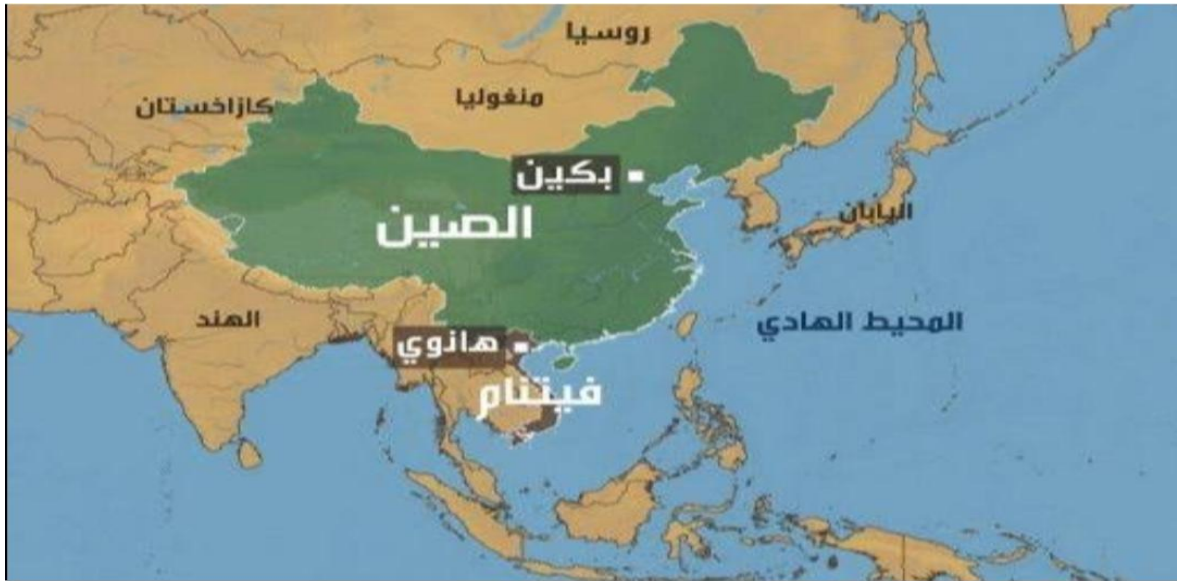 روسيا
منغوليا
كازاخستان
بكين
الصين
اليابان
الهند
المحيط الهادي
هانوي
فيتنام